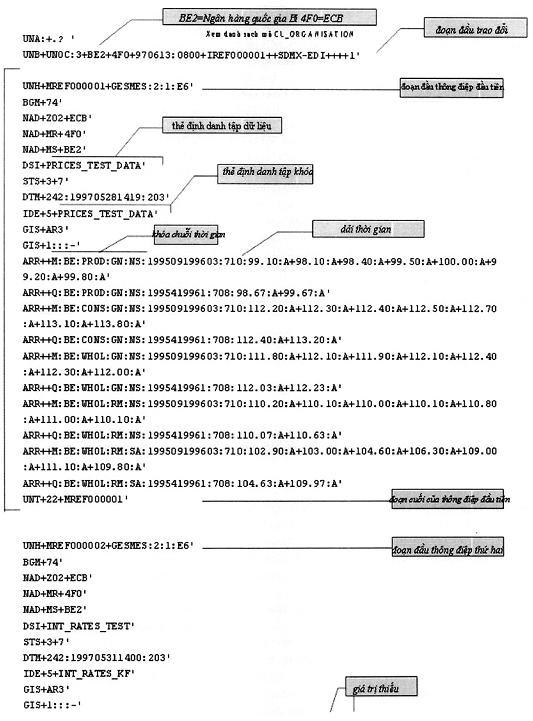 BE2=Ngân hàng quốc gia Bỉ 4F0=ECB
Xem danh sach mã CL_ORGANISATION
đoạn đầu trao đổi
UNA:+.? '
UNB+UNOC:3+BE2+4F0+970613:0800+IREF000001++SDMX-EDI++++1'
UNH+MREF000001+GESMES:2:1:E6'
đoạn đầu thông điệp đầu tiên
BGM+74'
NAD+Z02+ECB'
NAD+MR+4F0'
NAD+MS+BE2'
thẻ định danh tập dữ liệu
DSI+PRICES_TEST_DATA'
STS+3+7'
thẻ định danh tập khóa
DTM+242:199705281419:203'
IDE+5+PRICES_TEST_DATA'
GIS+AR3'
khóa chuỗi thời gian
dải thời gian
GIS+1:::-'
ARR++M:BE:PROD:GN:NS:199509199603:710:99.10:A+98.10:A+98.40:A+99.50:A+100.00:A+9
9.20:A+99.80:A'
ARR++Q:BE:PROD:GN:NS:1995419961:708:98.67:A+99.67:A'
ARR++M:BE:CONS:GN:NS:199509199603:710:112.20:A+112.30:A+112.40:A+112.50:A+112.70
:A+113.10:A+113.80:A'
ARR++Q:BE:CONS:GN:NS:1995419961:708:112.40:A+113.20:A'
ARR++M:BE:WHOL:GN:NS:199509199603:710:111.80:A+112.10:A+111.90:A+112.10:A+112.40
:A+112.30:A+112.00:A'
ARR++Q:BE:WHOL:GN:NS:1995419961:708:112.03:A+112.23:A'
ARR++M:BE:WHOL:RM:NS:199509199603:710:110.20:A+110.10:A+110.00:A+110.10:A+110.80
:A+111.00:A+110.10:A'
ARR++Q:BE:WHOL:RM:NS:1995419961:708:110.07:A+110.63:A'
ARR++M:BE:WHOL:RM:SA:199509199603:710:102.90:A+103.00:A+104.60:A+106.30:A+109.00
:A+111.10:A+109.80:A'
ARR++Q:BE:WHOL:RM:SA:1995419961:708:104.63:A+109.97:A'
UNT+22+MREF000001'
đoạn cuối của thông điệp đầu tiên
UNH+MREF000002+GESMES:2:1:E6'
đoạn đầu thông điệp thứ hai
BGM+74'
NAD+Z02+ECB'
NAD+MR+4F0'
NAD+MS+BE2'
DSI+INT_RATES_TEST'
STS+3+7'
DTM+242:199705311400:203'
IDE+5+INT_RATES_KF'
GIS+AR3'
giá trị thiếu
GIS+1:::-'